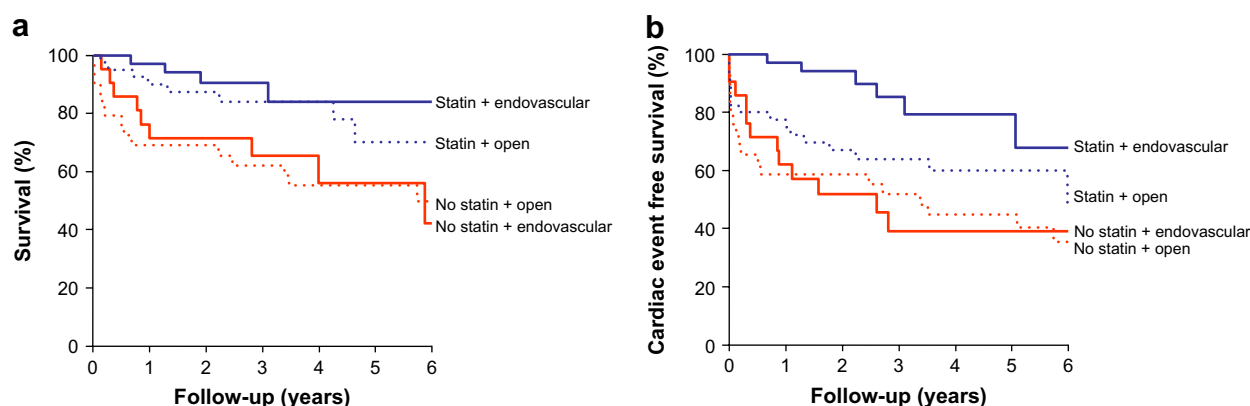 a
Survival (%)
100
80
60
40
20
0
0 1 2 3 4 5 6
Follow-up (years)
Statin + endovascular
Statin + open
No statin + open
No statin + endovascular
b
Cardiac event free survival (%)
100
80
60
40
20
0
0 1 2 3 4 5 6
Follow-up (years)
Statin + endovascular
Statin + open
No statin + endovascular
No statin + open